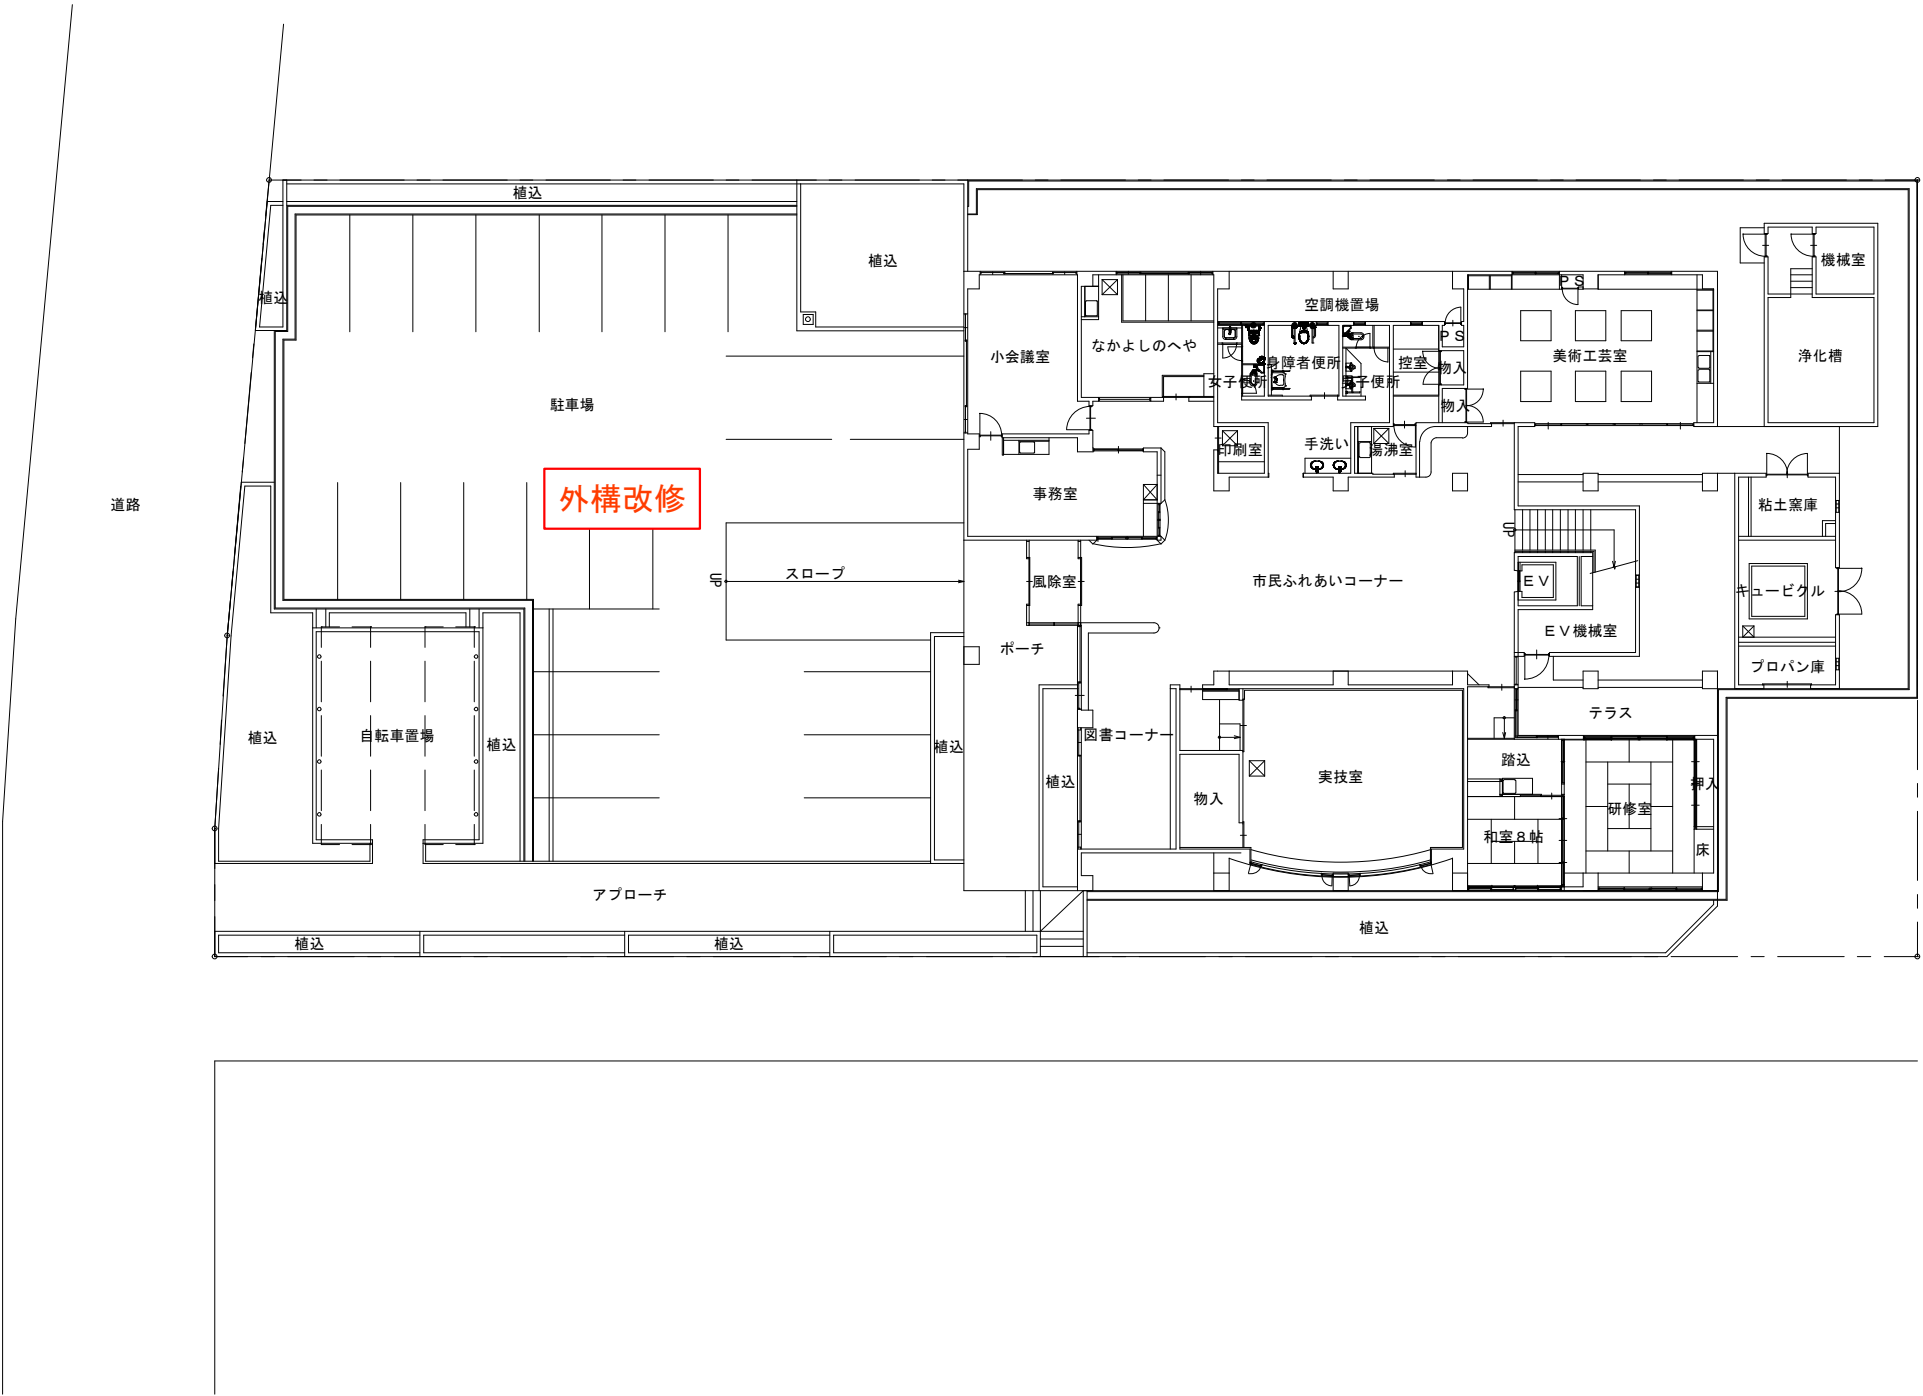 植込
植込
機械室
植込
空調機置場
ＰＳ
ＰＳ
小会議室
なかよしのへや
身障者便所
控室
物入
美術工芸室
浄化槽
女子便所
男子便所
駐車場
物入
印刷室
手洗い
湯沸室
事務室
外構改修
道路
粘土窯庫
UP
UP
スロープ
風除室
市民ふれあいコーナー
ＥＶ
キュービクル
ＥＶ機械室
ポーチ
プロパン庫
テラス
植込
自転車置場
植込
植込
図書コーナー
踏込
植込
実技室
押入
物入
研修室
和室８帖
床
アプローチ
植込
植込
植込